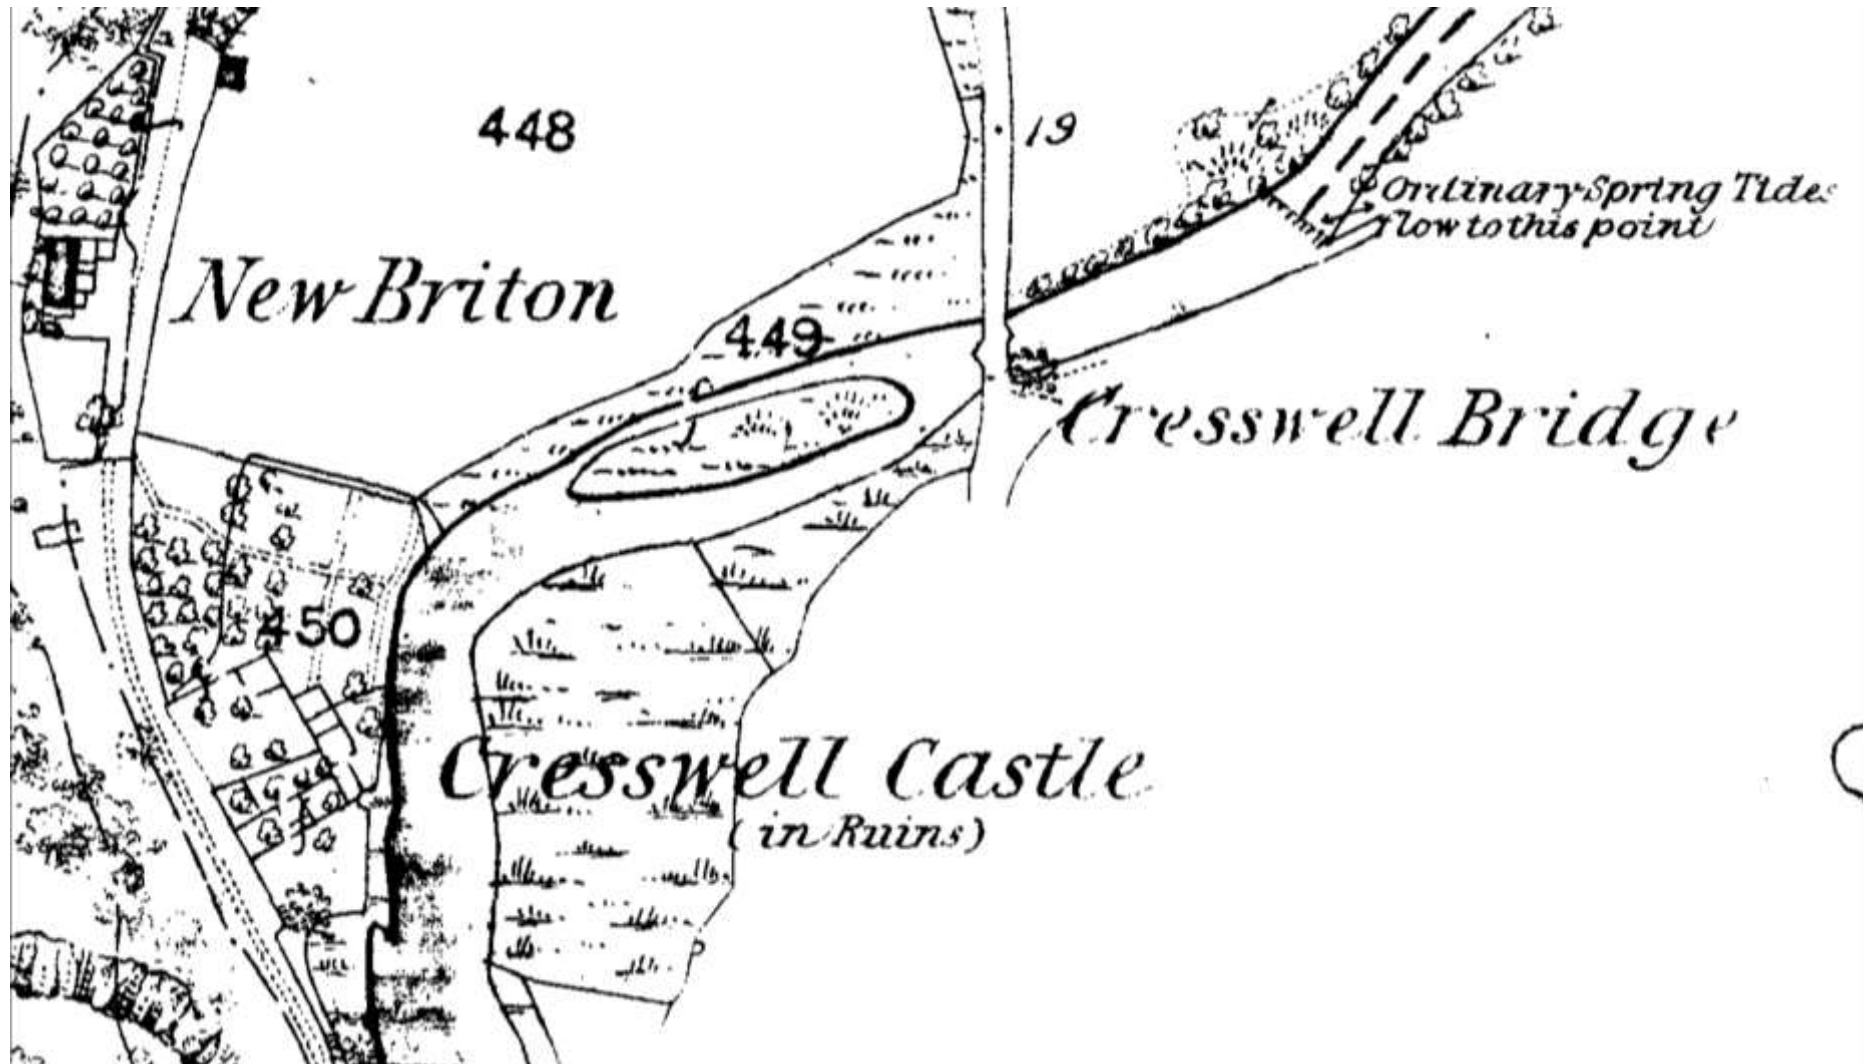 448
19
Ordinary Spring Tides
flow to this point
New Briton
449
Cresswell Bridge
450
Cresswell Castle
(in Ruins)